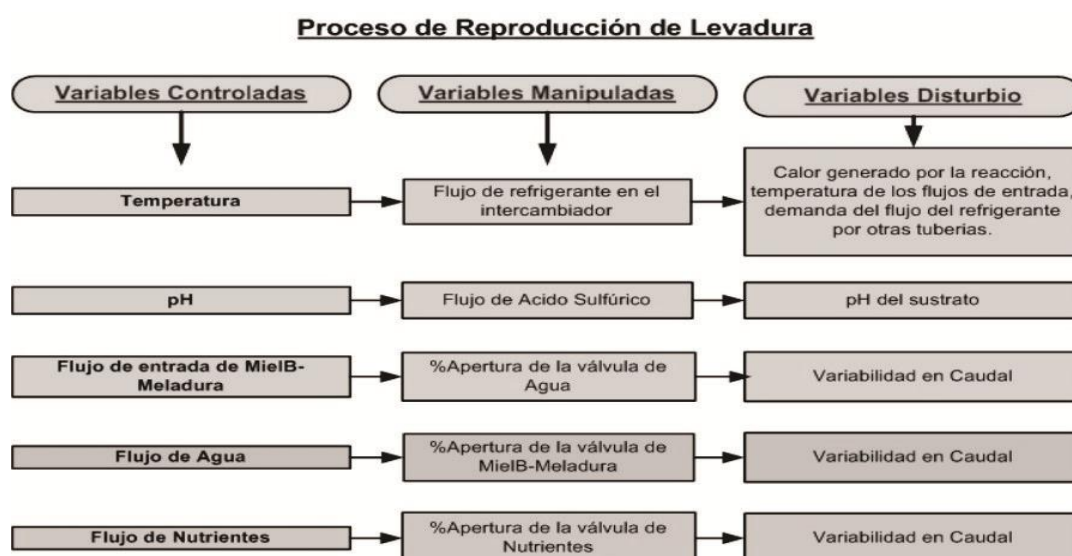 Proceso de Reproducción de Levadura
Variables Controladas
Variables Manipuladas
Variables Disturbio
Temperatura
Flujo de refrigerante en el
intercambiador
Calor generado por la reacción,
temperatura de los flujos de entrada,
demanda del flujo del refrigerante
por otras tuberias.
pH
Flujo de Acido Sulfúrico
pH del sustrato
Flujo de entrada de MielB-
Meladura
%Apertura de la válvula de
Agua
Variabilidad en Caudal
Flujo de Agua
%Apertura de la válvula de
MielB-Meladura
Variabilidad en Caudal
Flujo de Nutrientes
%Apertura de la válvula de
Nutrientes
Variabilidad en Caudal